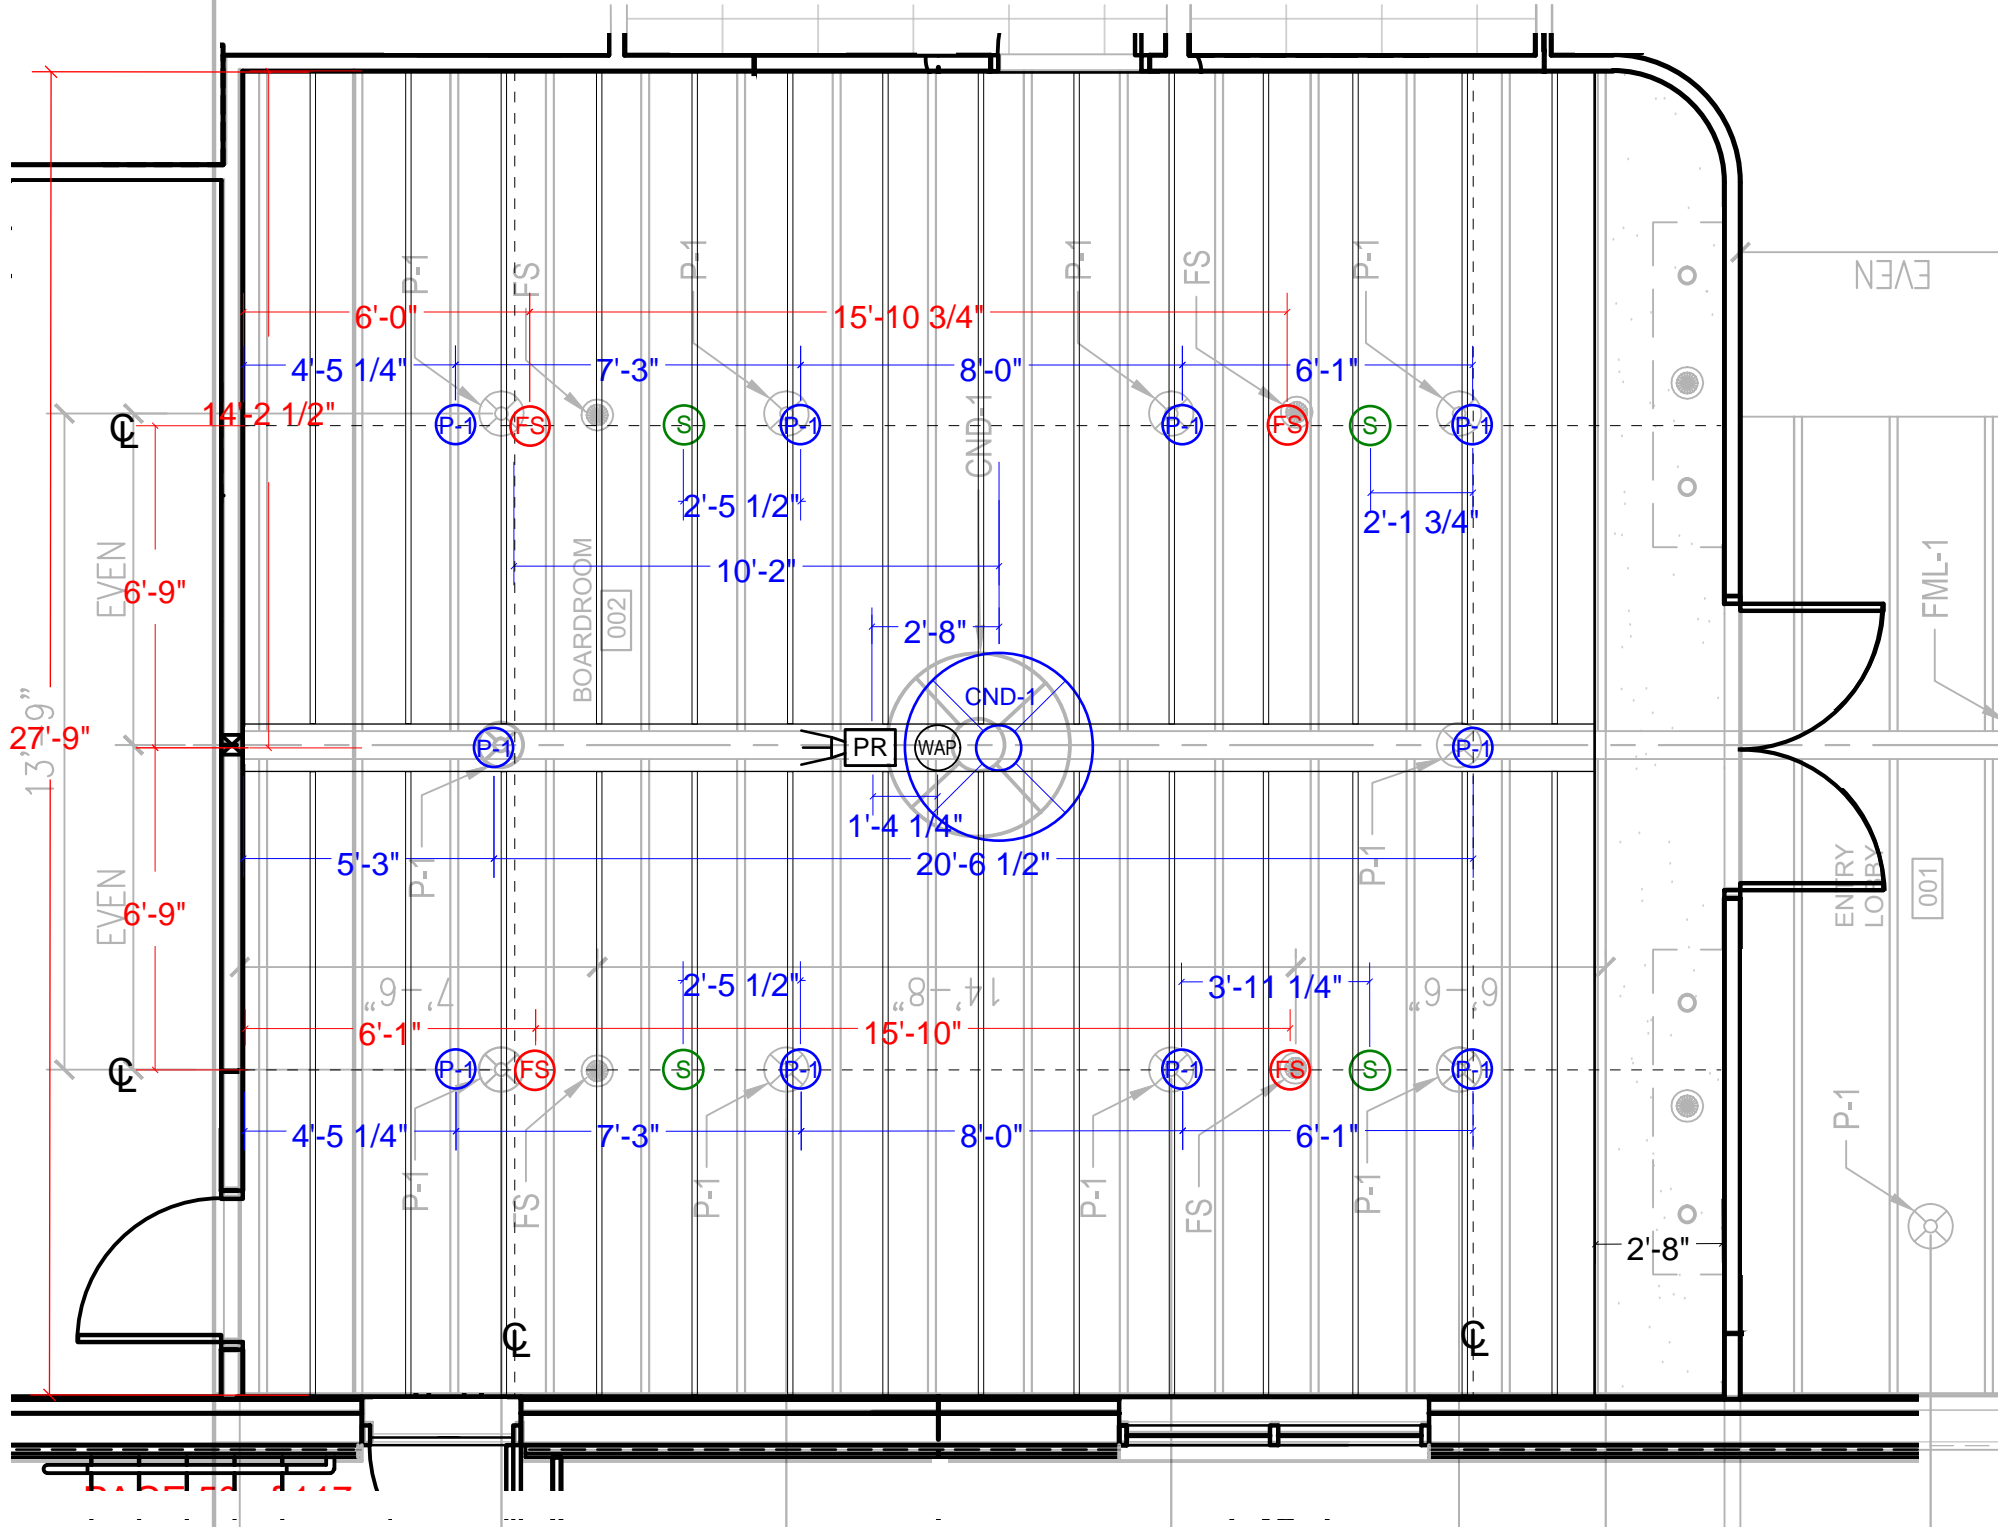 P-1
FS
P-1
P-1
FS
P-1
EVEN
6'-0"
15'-10 3/4"
4'-5 1/4"
7'-3"
8'-0"
6'-1"
14'-2 1/2"
CND-1
℄
P-1
FS
S
P-1
P-1
FS
S
P-1
2'-5 1/2"
2'-1 3/4"
10'-2"
EVEN
6'-9"
BOARDROOM
002
FML-1
2'-8"
CND-1
13'-9"
27'-9"
P-1
PR
WAP
P-1
1'-4 1/4"
5'-3"
20'-6 1/2"
P-1
P-1
EVEN
6'-9"
ENTRY
LOBBY
001
2'-5 1/2"
3'-11 1/4"
7'-6"
14'-8"
6'-6"
6'-1"
15'-10"
℄
P-1
FS
S
P-1
P-1
FS
S
P-1
4'-5 1/4"
7'-3"
8'-0"
6'-1"
P-1
P-1
FS
P-1
P-1
FS
P-1
2'-8"
℄
℄